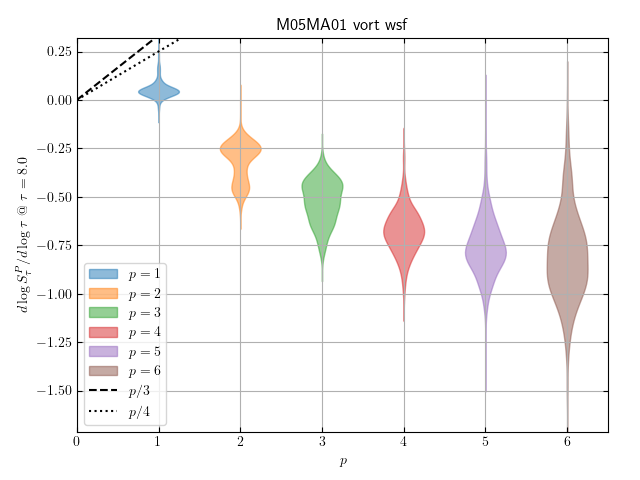 M05MA01 vort wsf
d log S_τ^p / d log τ @ τ = 8.0
0.25
0.00
−0.25
−0.50
−0.75
−1.00
−1.25
−1.50
p = 1
p = 2
p = 3
p = 4
p = 5
p = 6
p/3
p/4
0 1 2 3 4 5 6
p